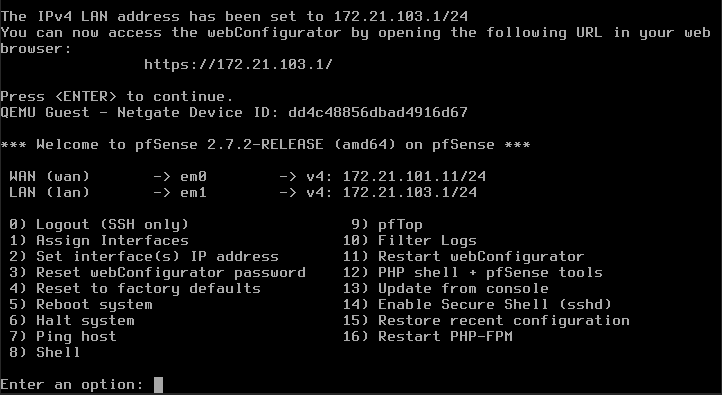 The IPv4 LAN address has been set to 172.21.103.1/24
You can now access the webConfigurator by opening the following URL in your web
browser:
https://172.21.103.1/
Press <ENTER> to continue.
QEMU Guest - Netgate Device ID: dd4c48856dbad4916d67
*** Welcome to pfSense 2.7.2-RELEASE (amd64) on pfSense ***
WAN (wan) -> em0 -> v4: 172.21.101.11/24
LAN (lan) -> em1 -> v4: 172.21.103.1/24
0) Logout (SSH only) 9) pfTop
1) Assign Interfaces 10) Filter Logs
2) Set interface(s) IP address 11) Restart webConfigurator
3) Reset webConfigurator password 12) PHP shell + pfSense tools
4) Reset to factory defaults 13) Update from console
5) Reboot system 14) Enable Secure Shell (sshd)
6) Halt system 15) Restore recent configuration
7) Ping host 16) Restart PHP-FPM
8) Shell
Enter an option: